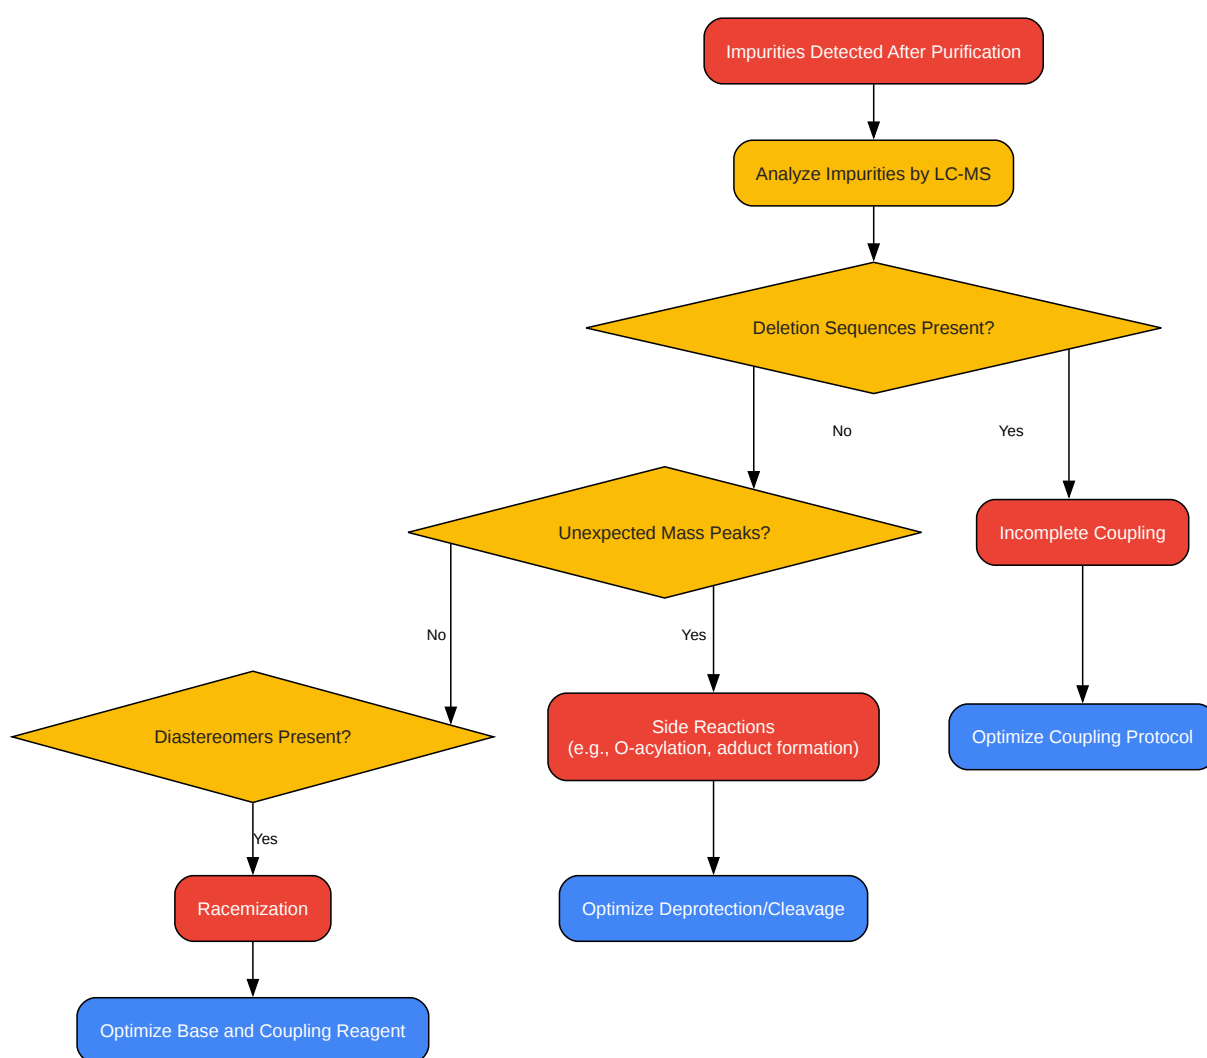 Impurities Detected After Purification
Analyze Impurities by LC-MS
Deletion Sequences Present?
No
Yes
Unexpected Mass Peaks?
Incomplete Coupling
No
Yes
Side Reactions
(e.g., O-acylation, adduct formation)
Diastereomers Present?
Optimize Coupling Protocol
Yes
Racemization
Optimize Deprotection/Cleavage
Optimize Base and Coupling Reagent